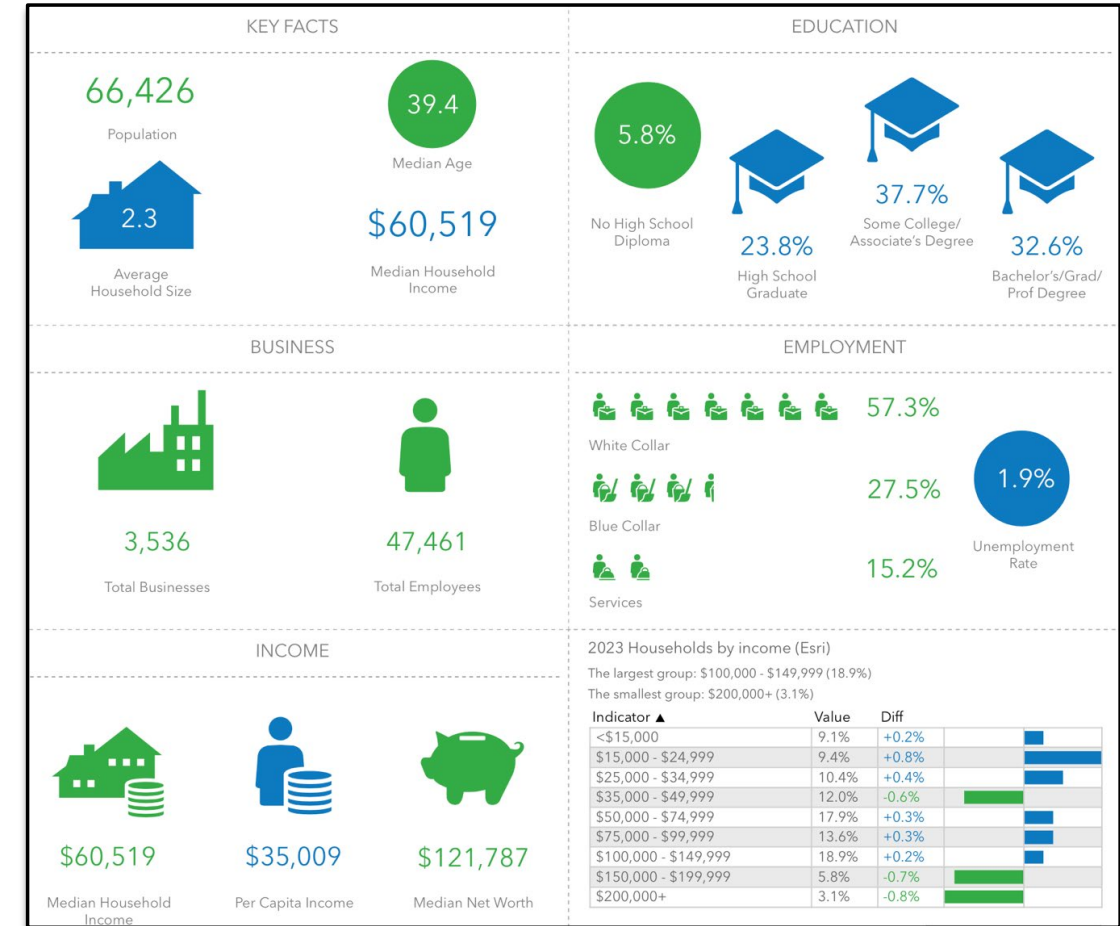 KEY FACTS
66,426
Population
39.4
Median Age
2.3
Average
Household Size
$60,519
Median Household
Income
EDUCATION
5.8%
No High School
Diploma
23.8%
High School
Graduate
37.7%
Some College/
Associate's Degree
32.6%
Bachelor's/Grad/
Prof Degree
BUSINESS
3,536
Total Businesses
47,461
Total Employees
EMPLOYMENT
57.3%
White Collar
27.5%
Blue Collar
15.2%
Services
1.9%
Unemployment
Rate
INCOME
$60,519
Median Household
Income
$35,009
Per Capita Income
$121,787
Median Net Worth
2023 Households by income (Esri)
The largest group: $100,000 - $149,999 (18.9%)
The smallest group: $200,000+ (3.1%)
Indicator ▲ Value Diff
<$15,000 9.1% +0.2%
$15,000 - $24,999 9.4% +0.8%
$25,000 - $34,999 10.4% +0.4%
$35,000 - $49,999 12.0% -0.6%
$50,000 - $74,999 17.9% +0.3%
$75,000 - $99,999 13.6% +0.3%
$100,000 - $149,999 18.9% +0.2%
$150,000 - $199,999 5.8% -0.7%
$200,000+ 3.1% -0.8%